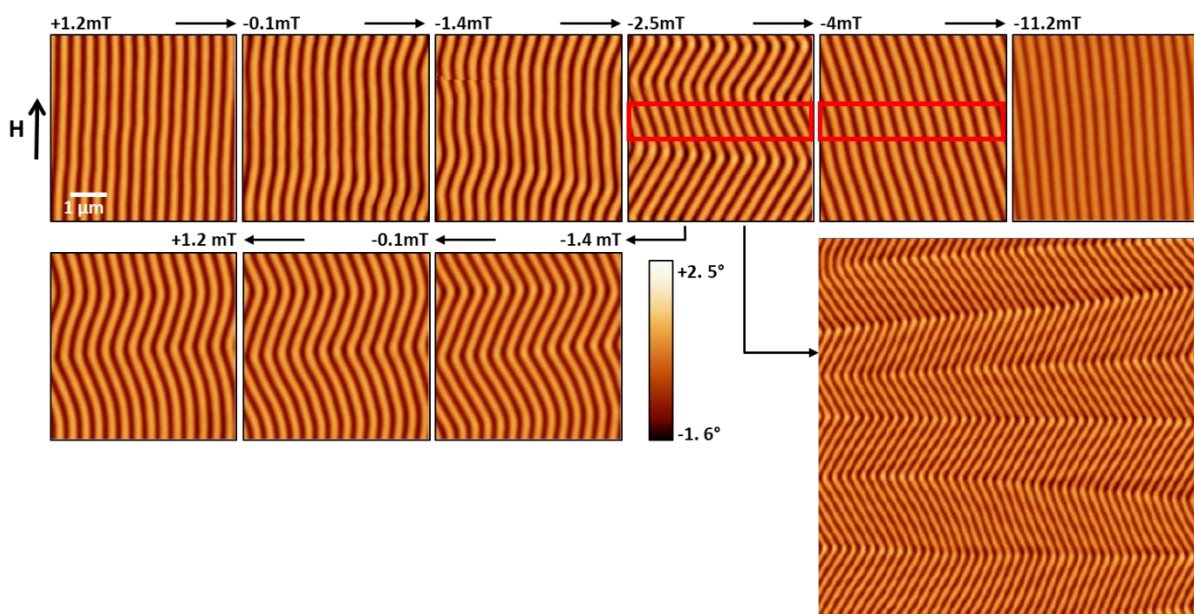 +1.2mT
-0.1mT
-1.4mT
-2.5mT
-4mT
-11.2mT
H
1 μm
+1.2 mT
-0.1mT
-1.4 mT
+2. 5°
-1. 6°